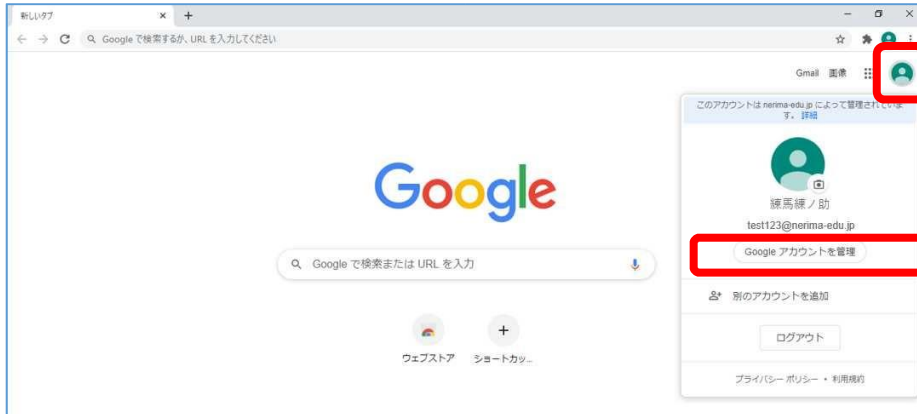 新しいタブ
Google で検索するか、URL を入力してください
Gmail 画像
このアカウントは nerima-edu.jp によって管理されていま
す。 詳細
練馬練ノ助
test123@nerima-edu.jp
Google アカウントを管理
別のアカウントを追加
ログアウト
プライバシー ポリシー • 利用規約
Google
Google で検索または URL を入力
ウェブストア ショートカッ...